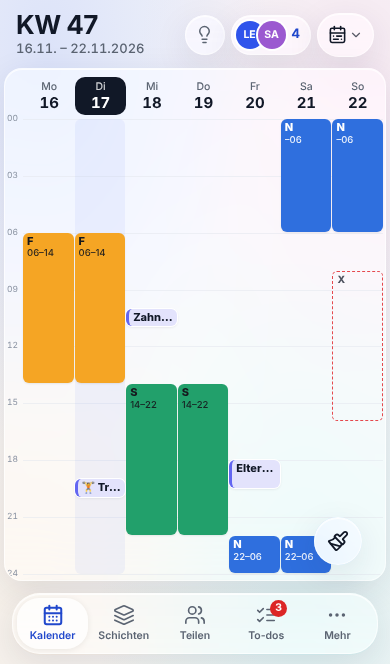 KW 47
16.11. – 22.11.2026
LE SA 4
Mo Di Mi Do Fr Sa So
16 17 18 19 20 21 22
00
N
–06
N
–06
03
06
F
06–14
F
06–14
X
09
Zahn...
12
15
S
14–22
S
14–22
18
Elter...
🏋️ Tr...
21
N
22–06
N
22–06
24
Kalender
Schichten
Teilen
3
To-dos
Mehr